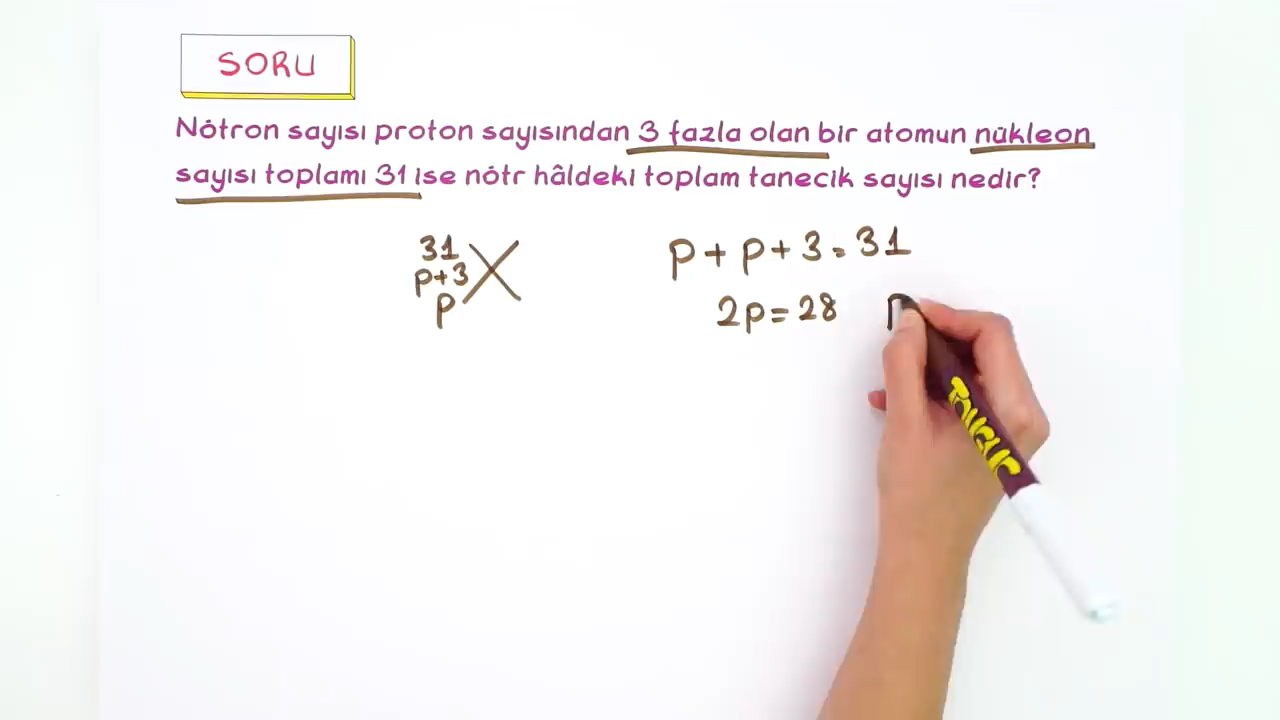 SORU
Nötron sayısı proton sayısından 3 fazla olan bir atomun nükleon
sayısı toplamı 31 ise nötr hâldeki toplam tanecik sayısı nedir?
31
p+3
p
p + p + 3 = 31
2p = 28 p